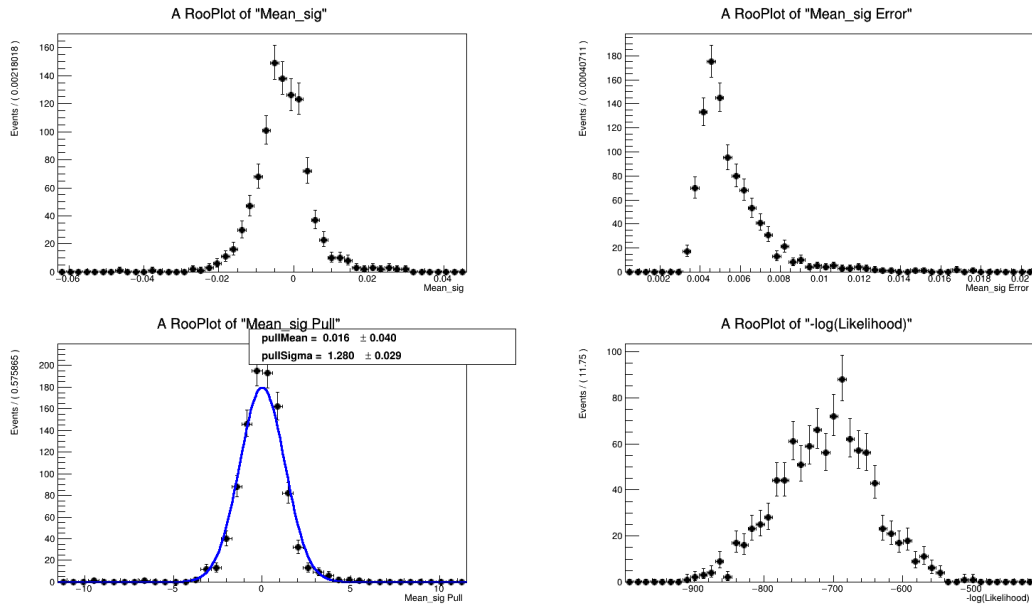 A RooPlot of "Mean_sig"
Events / ( 0.00218018 )
160
140
120
100
80
60
40
20
0
−0.06 −0.04 −0.02 0 0.02 0.04
Mean_sig
A RooPlot of "Mean_sig Error"
Events / ( 0.00040711 )
180
160
140
120
100
80
60
40
20
0
0.002 0.004 0.006 0.008 0.01 0.012 0.014 0.016 0.018 0.02
Mean_sig Error
A RooPlot of "Mean_sig Pull"
pullMean = 0.016 ± 0.040
pullSigma = 1.280 ± 0.029
Events / ( 0.575865 )
200
180
160
140
120
100
80
60
40
20
0
−10 −5 0 5 10
Mean_sig Pull
A RooPlot of "-log(Likelihood)"
Events / ( 11.75 )
100
80
60
40
20
0
−900 −800 −700 −600 −500
-log(Likelihood)